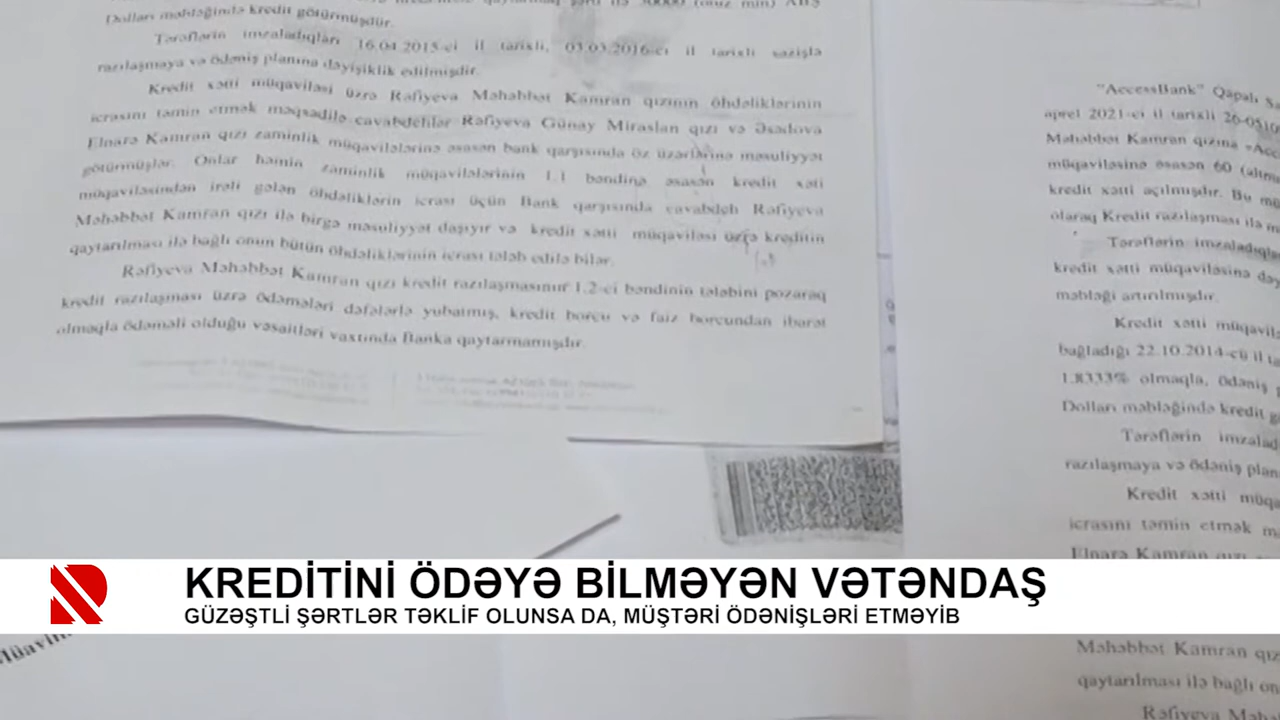 Dolları məbləğində kredit götürmüşdür.
Tərəflərin imzaladıqları 16.04.2015-ci il tarixli, 03.03.2016-cı il tarixli sazişlə
razılaşmaya və ödəniş planına dəyişiklik edilmişdir.
Kredit xətti müqaviləsi üzrə Rəfiyeva Məhəbbət Kamran qızının öhdəliklərinin
icrasını təmin etmək məqsədilə cavabdehlər Rəfiyeva Günay Miraslan qızı və Əsədova
Elnarə Kamran qızı zaminlik müqavilələrinə əsasən bank qarşısında öz üzərlərinə məsuliyyət
götürmüşlər. Onlar həmin zaminlik müqavilələrinin 1.1 bəndinə əsasən kredit xəti
müqaviləsindən irəli gələn öhdəliklərin icrası üçün Bank qarşısında cavabdeh Rəfiyeva
Məhəbbət Kamran qızı ilə birgə məsuliyyət daşıyır və kredit xətti müqaviləsi üzrə kreditin
qaytarılması ilə bağlı onun bütün öhdəliklərinin icrası tələb edilə bilər.
Rəfiyeva Məhəbbət Kamran qızı kredit razılaşmasının 1.2-ci bəndinin tələbini pozaraq
kredit razılaşması üzrə ödəmələri dəfələrlə yubatmış, kredit borcu və faiz borcundan ibarət
olmaqla ödəməli olduğu vəsaitləri vaxtında Banka qaytarmamışdır.
"AccessBank" Qapalı
aprel 2021-ci il tarixli
Məhəbbət Kamran qızına
müqaviləsinə əsasən 60
kredit xətti açılmışdır. Bu
olaraq Kredit razılaşması ilə
Tərəflərin imzaladıqları
kredit xətti müqaviləsinə
məbləği artırılmışdır.
Kredit xətti
bağladığı 22.10.2014-cü il
1.8333% olmaqla, ödəniş
Dolları məbləğində kredit
Tərəflərin
razılaşmaya və ödəniş
Kredit xətti
icrasını təmin etmək
Elnarə Kamran qızı
KREDİTİNİ ÖDƏYƏ BİLMƏYƏN VƏTƏNDAŞ
GÜZƏŞTLİ ŞƏRTLƏR TƏKLİF OLUNSA DA, MÜŞTƏRİ ÖDƏNİŞLƏRİ ETMƏYİB
Məhəbbət Kamran
qaytarılması ilə bağlı
Rəfiyeva